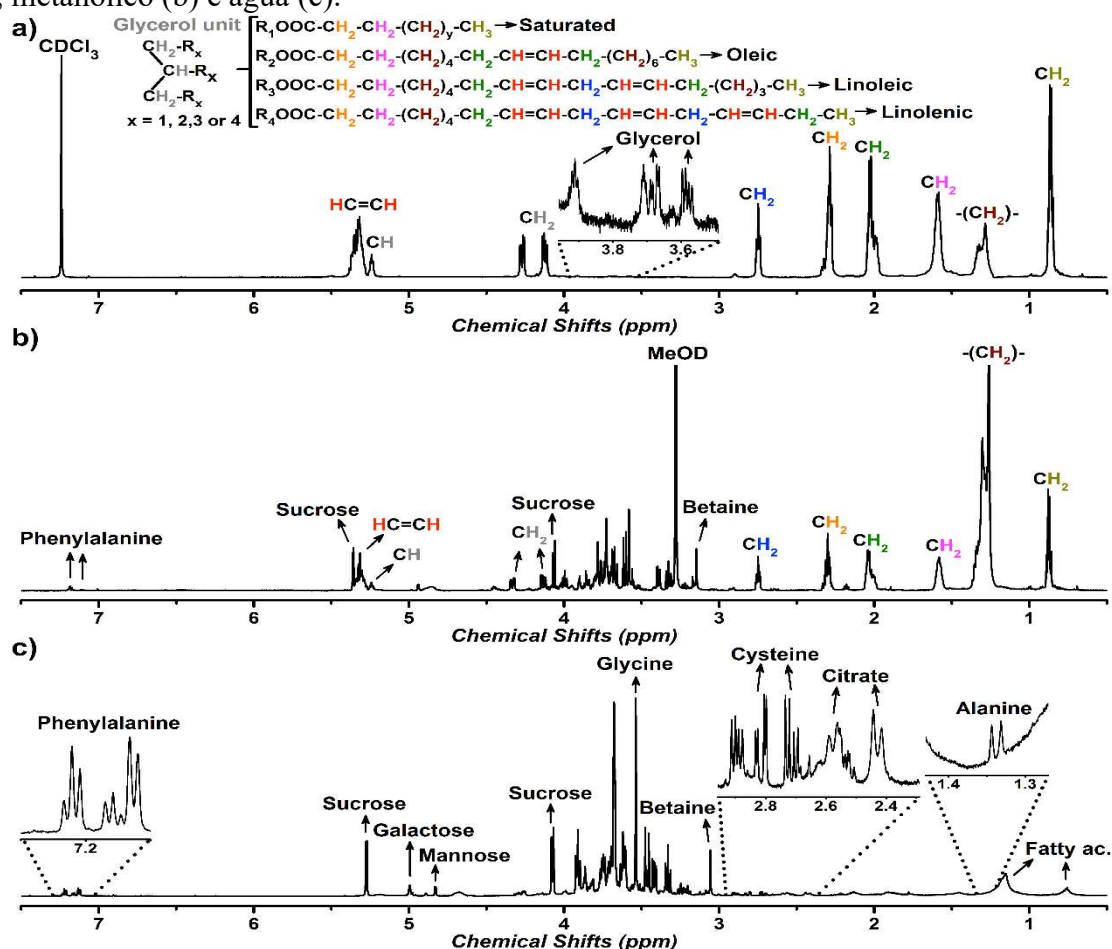 , metanólico (b) e água (c).
a)
Glycerol unit
CDCl3
CH2-Rx
CH-Rx
CH2-Rx
x = 1, 2,3 or 4
R1OOC-CH2-CH2-(CH2)y-CH3→Saturated
R2OOC-CH2-CH2-(CH2)4-CH2-CH=CH-CH2-(CH2)6-CH3→Oleic
R3OOC-CH2-CH2-(CH2)4-CH2-CH=CH-CH2-CH=CH-CH2-(CH2)3-CH3→Linoleic
R4OOC-CH2-CH2-(CH2)4-CH2-CH=CH-CH2-CH=CH-CH2-CH=CH-CH2-CH3→Linolenic
Glycerol
3.8 3.6
HC=CH
CH
CH2
CH2
CH2
CH2
CH2
-(CH2)-
CH2
7 6 5 4 3 2 1
Chemical Shifts (ppm)
b)
MeOD
-(CH2)-
Phenylalanine
Sucrose
HC=CH
CH
CH2
Sucrose
Betaine
CH2
CH2
CH2
CH2
CH2
7 6 5 4 3 2 1
Chemical Shifts (ppm)
c)
Glycine
Cysteine
Citrate
Alanine
Phenylalanine
7.2
2.8 2.6 2.4
1.4 1.3
Sucrose
Galactose
Mannose
Sucrose
Betaine
Fatty ac.
7 6 5 4 3 2 1
Chemical Shifts (ppm)